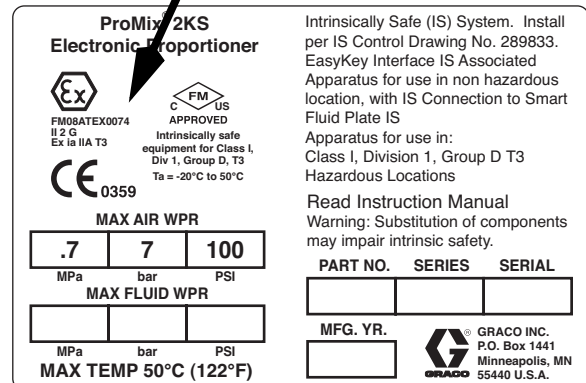 ProMix® 2KS
Electronic Proportioner
Ex
FM08ATEX0074
II 2 G
Ex ia IIA T3
CE 0359
FM
C US
APPROVED
Intrinsically safe
equipment for Class I,
Div 1, Group D, T3
Ta = -20°C to 50°C
MAX AIR WPR
.7 7 100
MPa bar PSI
MAX FLUID WPR
MPa bar PSI
MAX TEMP 50°C (122°F)
Intrinsically Safe (IS) System. Install
per IS Control Drawing No. 289833.
EasyKey Interface IS Associated
Apparatus for use in non hazardous
location, with IS Connection to Smart
Fluid Plate IS
Apparatus for use in:
Class I, Division 1, Group D T3
Hazardous Locations
Read Instruction Manual
Warning: Substitution of components
may impair intrinsic safety.
PART NO. SERIES SERIAL
MFG. YR.
GRACO
®
GRACO INC.
P.O. Box 1441
Minneapolis, MN
55440 U.S.A.